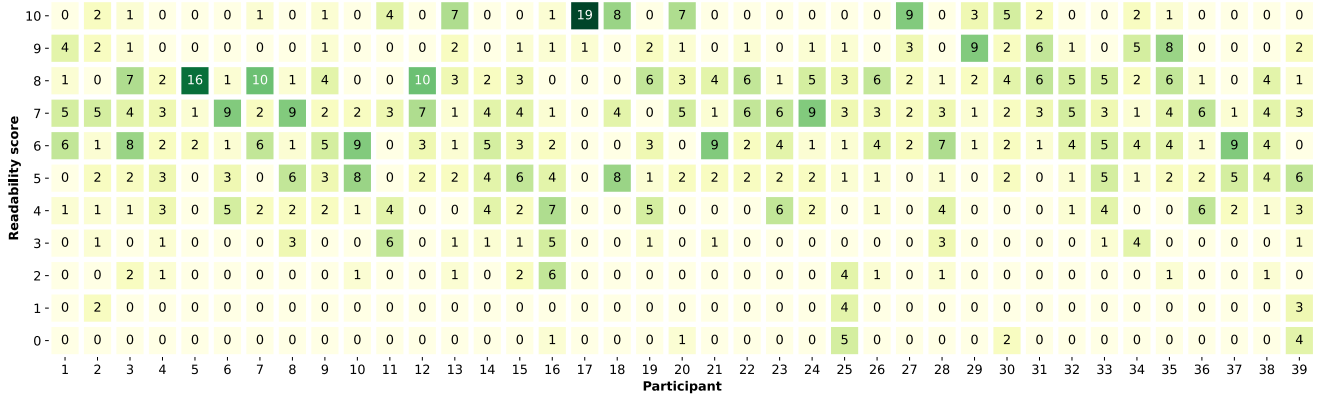 10 0 2 1 0 0 0 1 0 1 0 4 0 7 0 0 1 19 8 0 7 0 0 0 0 0 0 9 0 3 5 2 0 0 2 1 0 0 0 0
9 4 2 1 0 0 0 0 0 1 0 0 0 2 0 1 1 1 0 2 1 0 1 0 1 1 0 3 0 9 2 6 1 0 5 8 0 0 0 2
8 1 0 7 2 16 1 10 1 4 0 0 10 3 2 3 0 0 0 6 3 4 6 1 5 3 6 2 1 2 4 6 5 5 2 6 1 0 4 1
7 5 5 4 3 1 9 2 9 2 2 3 7 1 4 4 1 0 4 0 5 1 6 6 9 3 3 2 3 1 2 3 5 3 1 4 6 1 4 3
6 6 1 8 2 2 1 6 1 5 9 0 3 1 5 3 2 0 0 3 0 9 2 4 1 1 4 2 7 1 2 1 4 5 4 4 1 9 4 0
5 0 2 2 3 0 3 0 6 3 8 0 2 2 4 6 4 0 8 1 2 2 2 2 2 1 1 0 1 0 2 0 1 5 1 2 2 5 4 6
4 1 1 1 3 0 5 2 2 2 1 4 0 0 4 2 7 0 0 5 0 0 0 6 2 0 1 0 4 0 0 0 1 4 0 0 6 2 1 3
3 0 1 0 1 0 0 0 3 0 0 6 0 1 1 1 5 0 0 1 0 1 0 0 0 0 0 0 3 0 0 0 0 1 4 0 0 0 0 1
2 0 0 2 1 0 0 0 0 0 1 0 0 1 0 2 6 0 0 0 0 0 0 0 0 4 1 0 1 0 0 0 0 0 0 1 0 0 1 0
1 0 2 0 0 0 0 0 0 0 0 0 0 0 0 0 0 0 0 0 0 0 0 0 0 4 0 0 0 0 0 0 0 0 0 0 0 0 0 3
0 0 0 0 0 0 0 0 0 0 0 0 0 0 0 0 1 0 0 0 1 0 0 0 0 5 0 0 0 0 2 0 0 0 0 0 0 0 0 4
1 2 3 4 5 6 7 8 9 10 11 12 13 14 15 16 17 18 19 20 21 22 23 24 25 26 27 28 29 30 31 32 33 34 35 36 37 38 39
Participant
Readability score